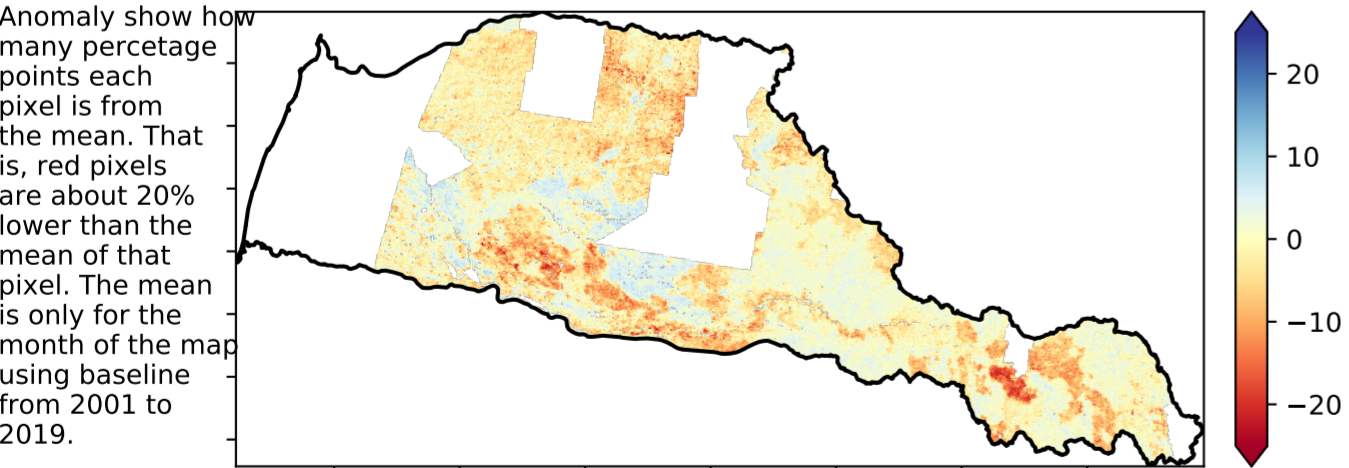 Anomaly show how
many percetage
points each
pixel is from
the mean. That
is, red pixels
are about 20%
lower than the
mean of that
pixel. The mean
is only for the
month of the map
using baseline
from 2001 to
2019.
20
10
0
−10
−20